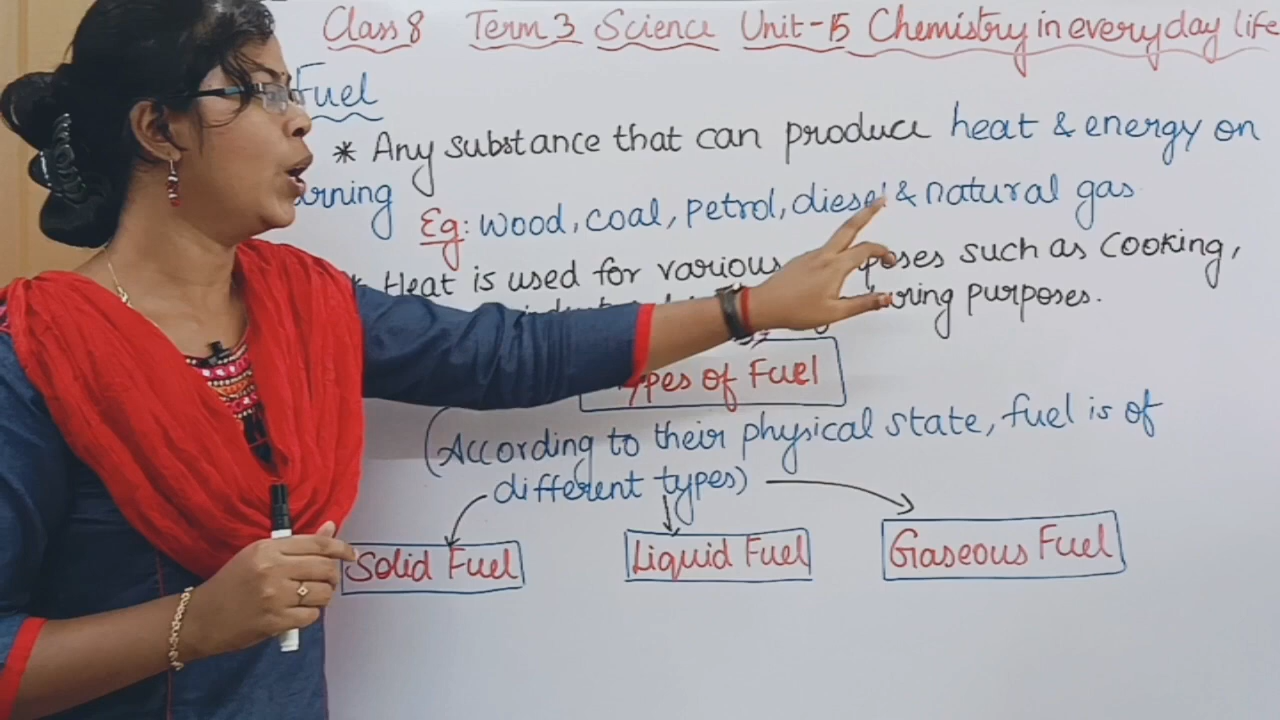 Class 8 Term 3 Science Unit-15 Chemistry in everyday life
Fuel
* Any substance that can produce heat & energy on
Eg: wood, coal, petrol, diesel & natural gas
* Heat is used for various such as cooking,
purposes.
Types of Fuel
(According to their physical state, fuel is of
different types)
Solid Fuel Liquid Fuel Gaseous Fuel